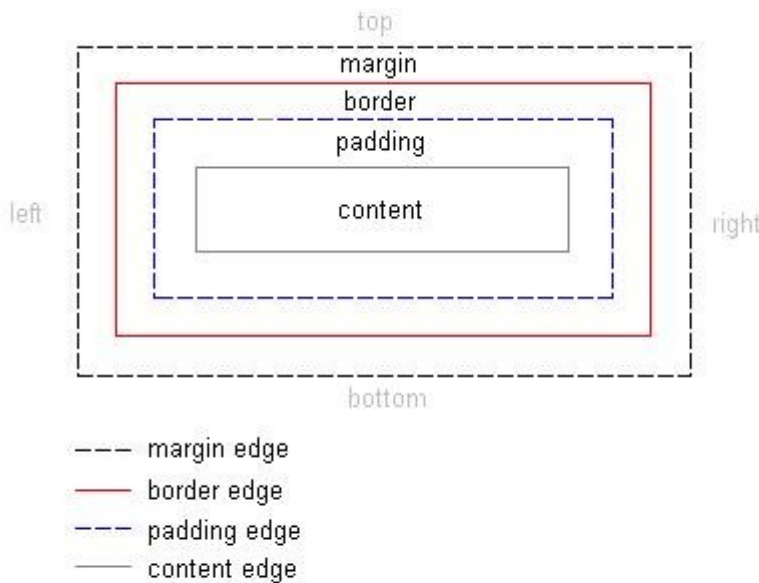 top
margin
border
padding
left
content
right
bottom
margin edge
border edge
padding edge
content edge